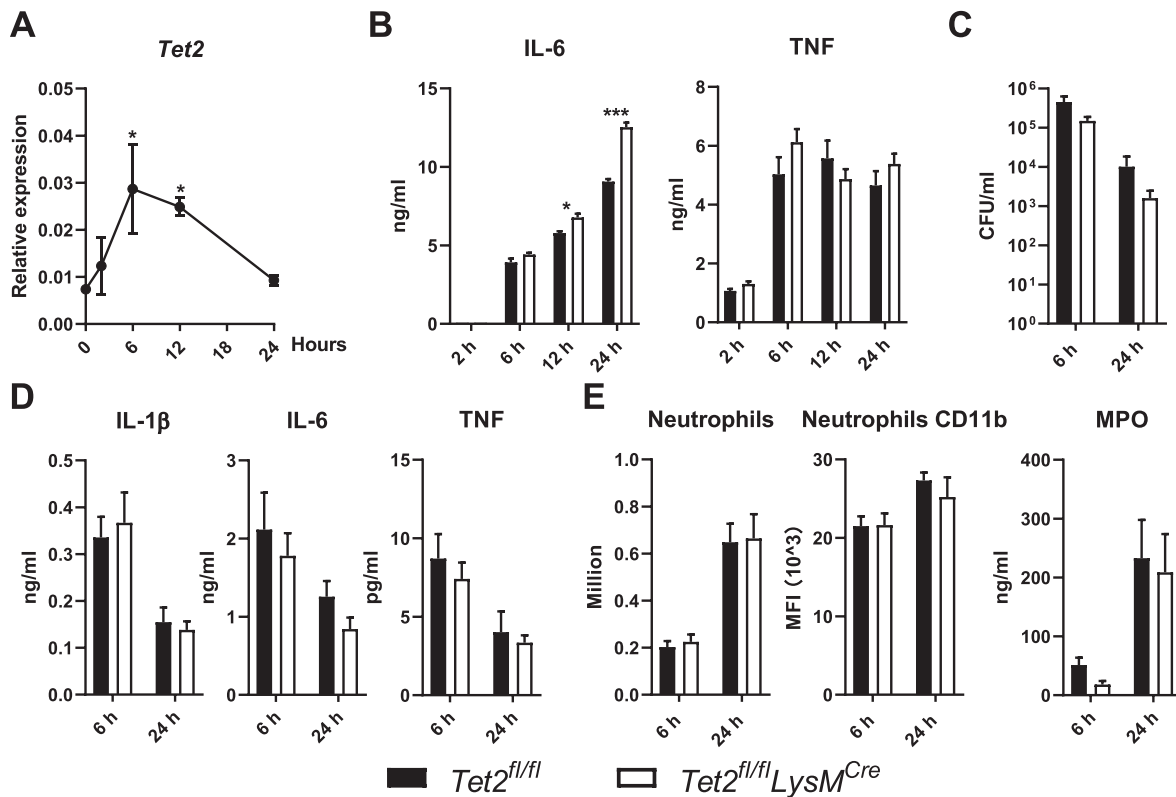 A
Tet2
Relative expression
0.05
0.04
0.03
0.02
0.01
0.00
0
6
12
18
24
Hours
*
*
B
IL-6
ng/ml
15
10
5
0
2 h
6 h
12 h
24 h
*
***
TNF
ng/ml
8
6
4
2
0
2 h
6 h
12 h
24 h
C
CFU/ml
10⁶
10⁵
10⁴
10³
10²
10¹
10⁰
6 h
24 h
D
IL-1β
ng/ml
0.5
0.4
0.3
0.2
0.1
0.0
6 h
24 h
IL-6
ng/ml
3
2
1
0
6 h
24 h
TNF
pg/ml
15
10
5
0
6 h
24 h
E
Neutrophils
Million
1.0
0.8
0.6
0.4
0.2
0.0
6 h
24 h
Neutrophils CD11b
MFI (10^3)
30
20
10
0
6 h
24 h
MPO
ng/ml
400
300
200
100
0
6 h
24 h
Tet2fl/fl
Tet2fl/flLysMCre